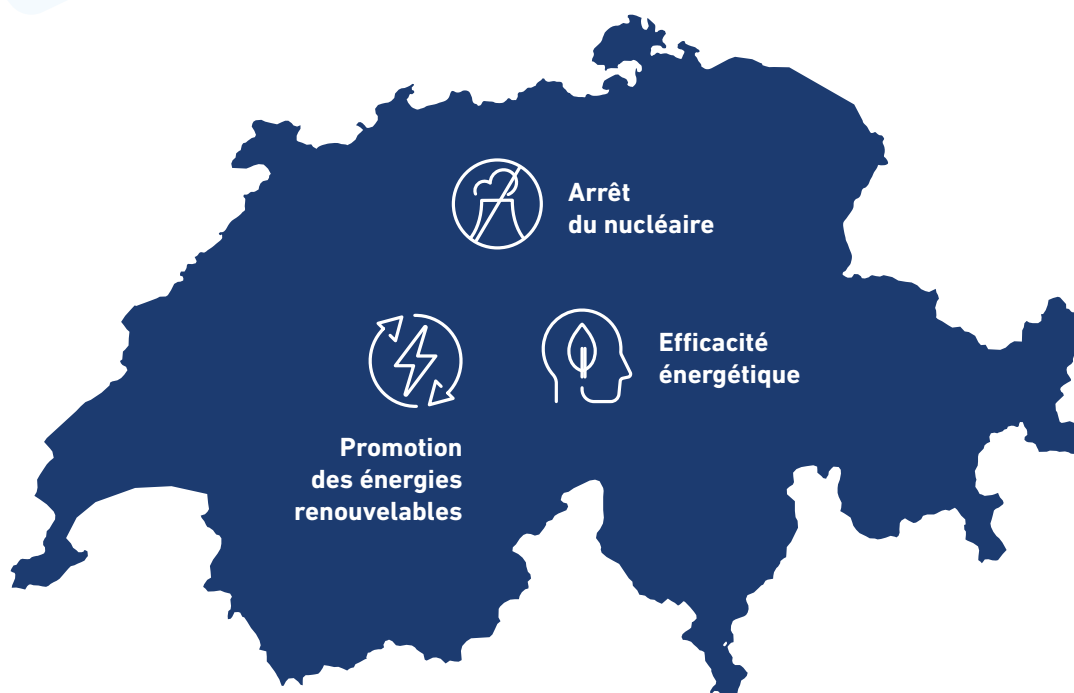 Arrêt
du nucléaire
Efficacité
énergétique
Promotion
des énergies
renouvelables